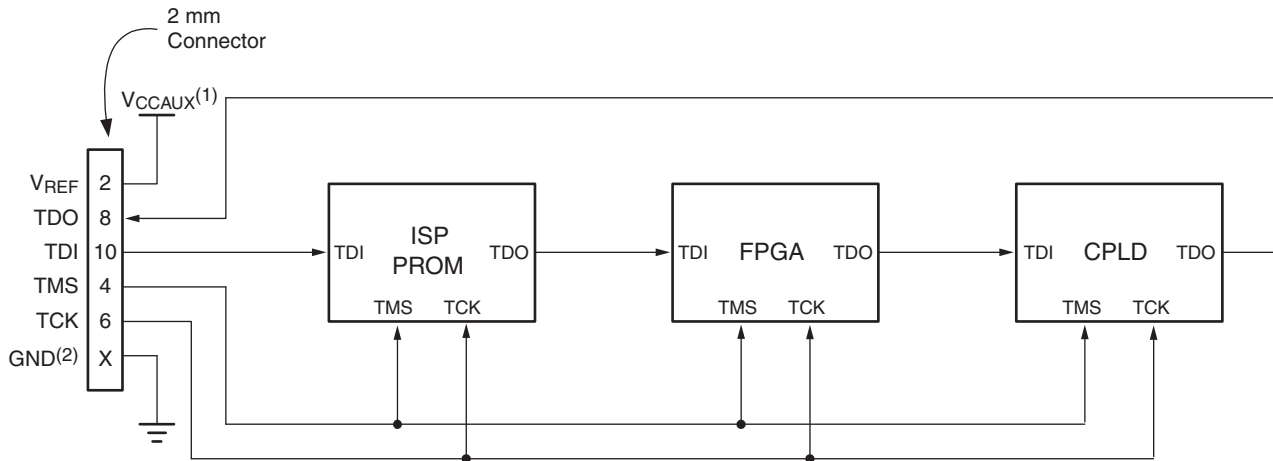 2 mm
Connector
VCCAUX(1)
VREF 2
TDO 8
TDI 10
TMS 4
TCK 6
GND(2) X
ISP
PROM
TDI
TDO
TMS TCK
FPGA
TDI
TDO
TMS TCK
CPLD
TDI
TDO
TMS TCK